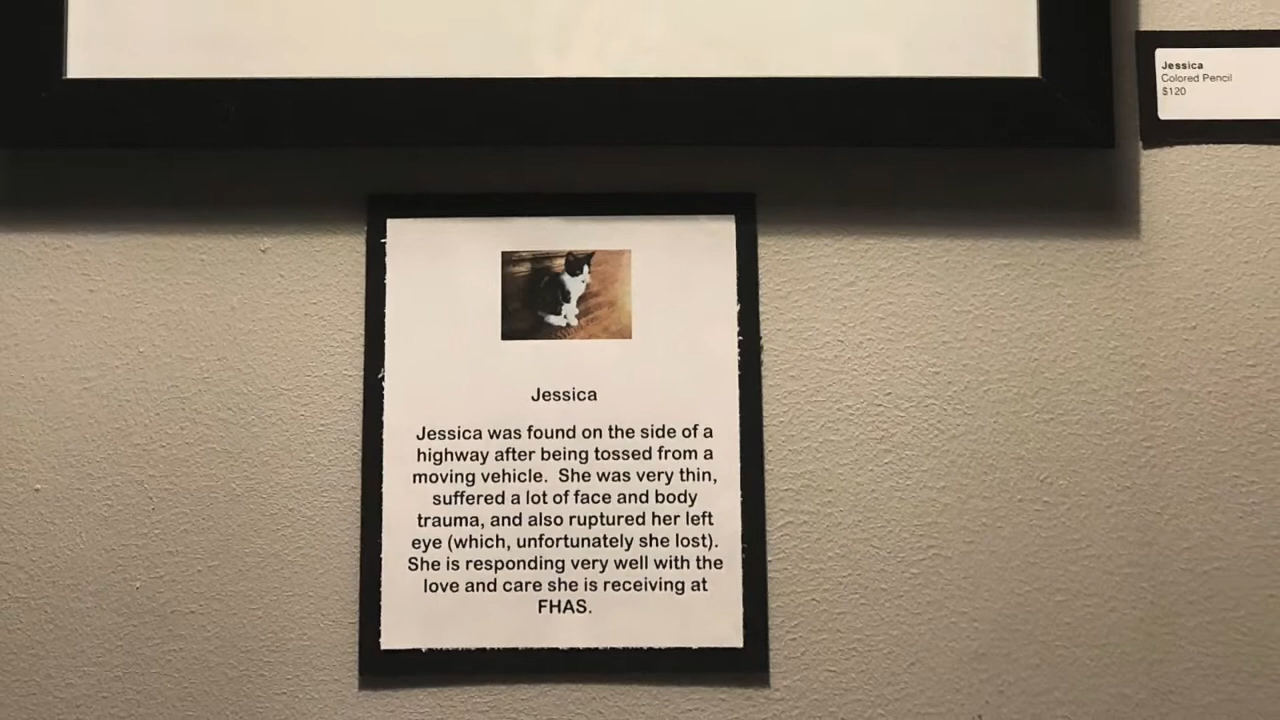 Jessica
Colored Pencil
$120
Jessica
Jessica was found on the side of a
highway after being tossed from a
moving vehicle.  She was very thin,
suffered a lot of face and body
trauma, and also ruptured her left
eye (which, unfortunately she lost).
She is responding very well with the
love and care she is receiving at
FHAS.